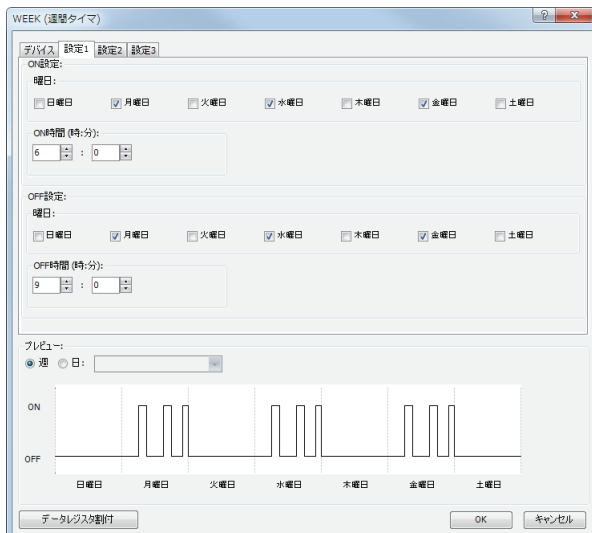 WEEK (週間タイマ)
デバイス 設定1 設定2 設定3
ON設定:
曜日:
日曜日 月曜日 火曜日 水曜日 木曜日 金曜日 土曜日
ON時間 (時:分):
6 : 0
OFF設定:
曜日:
日曜日 月曜日 火曜日 水曜日 木曜日 金曜日 土曜日
OFF時間 (時:分):
9 : 0
プレビュー:
週 日:
ON
OFF
日曜日 月曜日 火曜日 水曜日 木曜日 金曜日 土曜日
データレジスタ割付 OK キャンセル